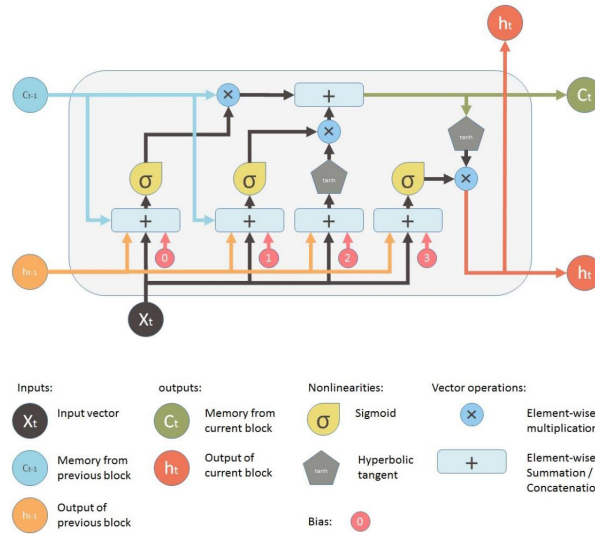 ht
Ct-1
×
+
Ct
tanh
×
σ
σ
tanh
σ
×
+
+
+
+
ht-1
0
1
2
3
ht
Xt
Inputs:
outputs:
Nonlinearities:
Vector operations:
Xt
Input vector
Ct
Memory from
current block
σ
Sigmoid
×
Element-wise
multiplication
Ct-1
Memory from
previous block
ht
Output of
current block
tanh
Hyperbolic
tangent
+
Element-wise
Summation /
Concatenation
ht-1
Output of
previous block
Bias:
0